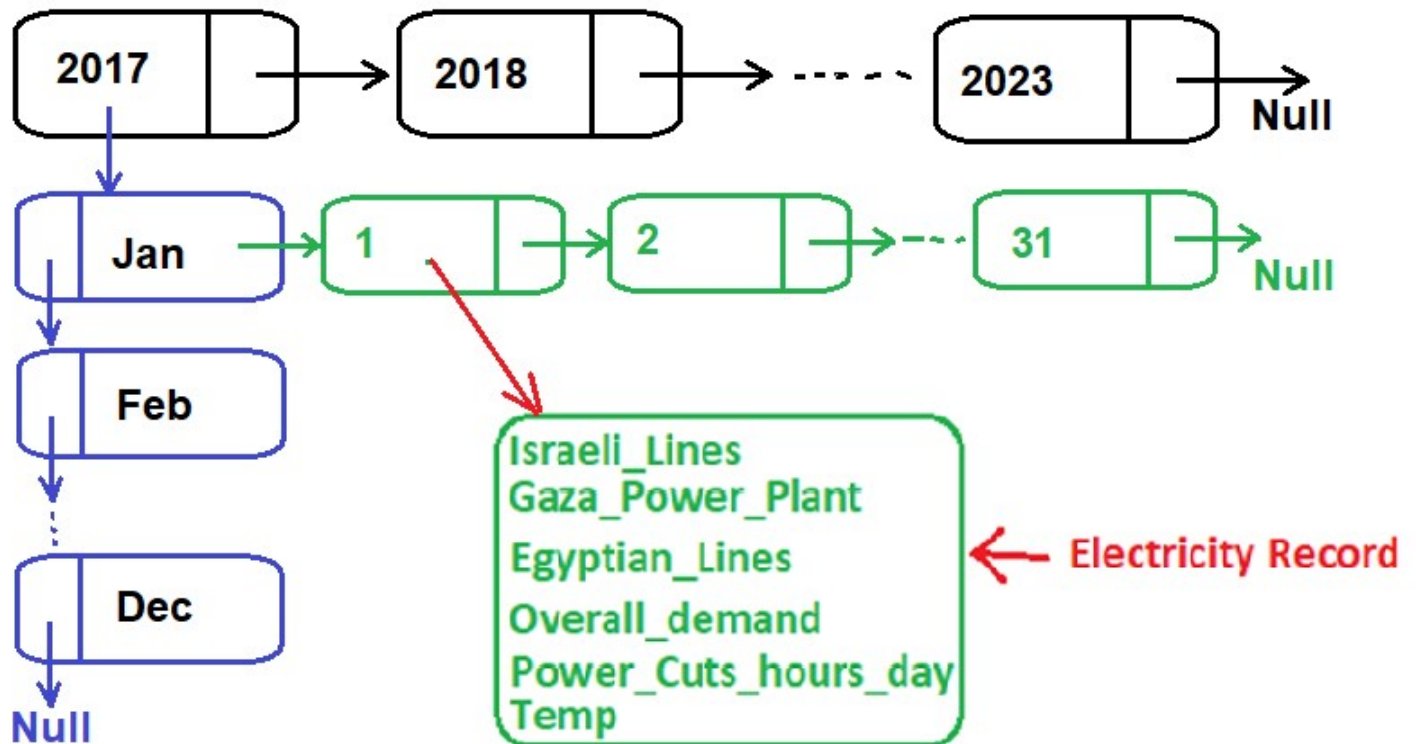 2017
2018
2023
Null
Jan
1
2
31
Null
Feb
Dec
Null
Israeli_Lines
Gaza_Power_Plant
Egyptian_Lines
Overall_demand
Power_Cuts_hours_day
Temp
Electricity Record